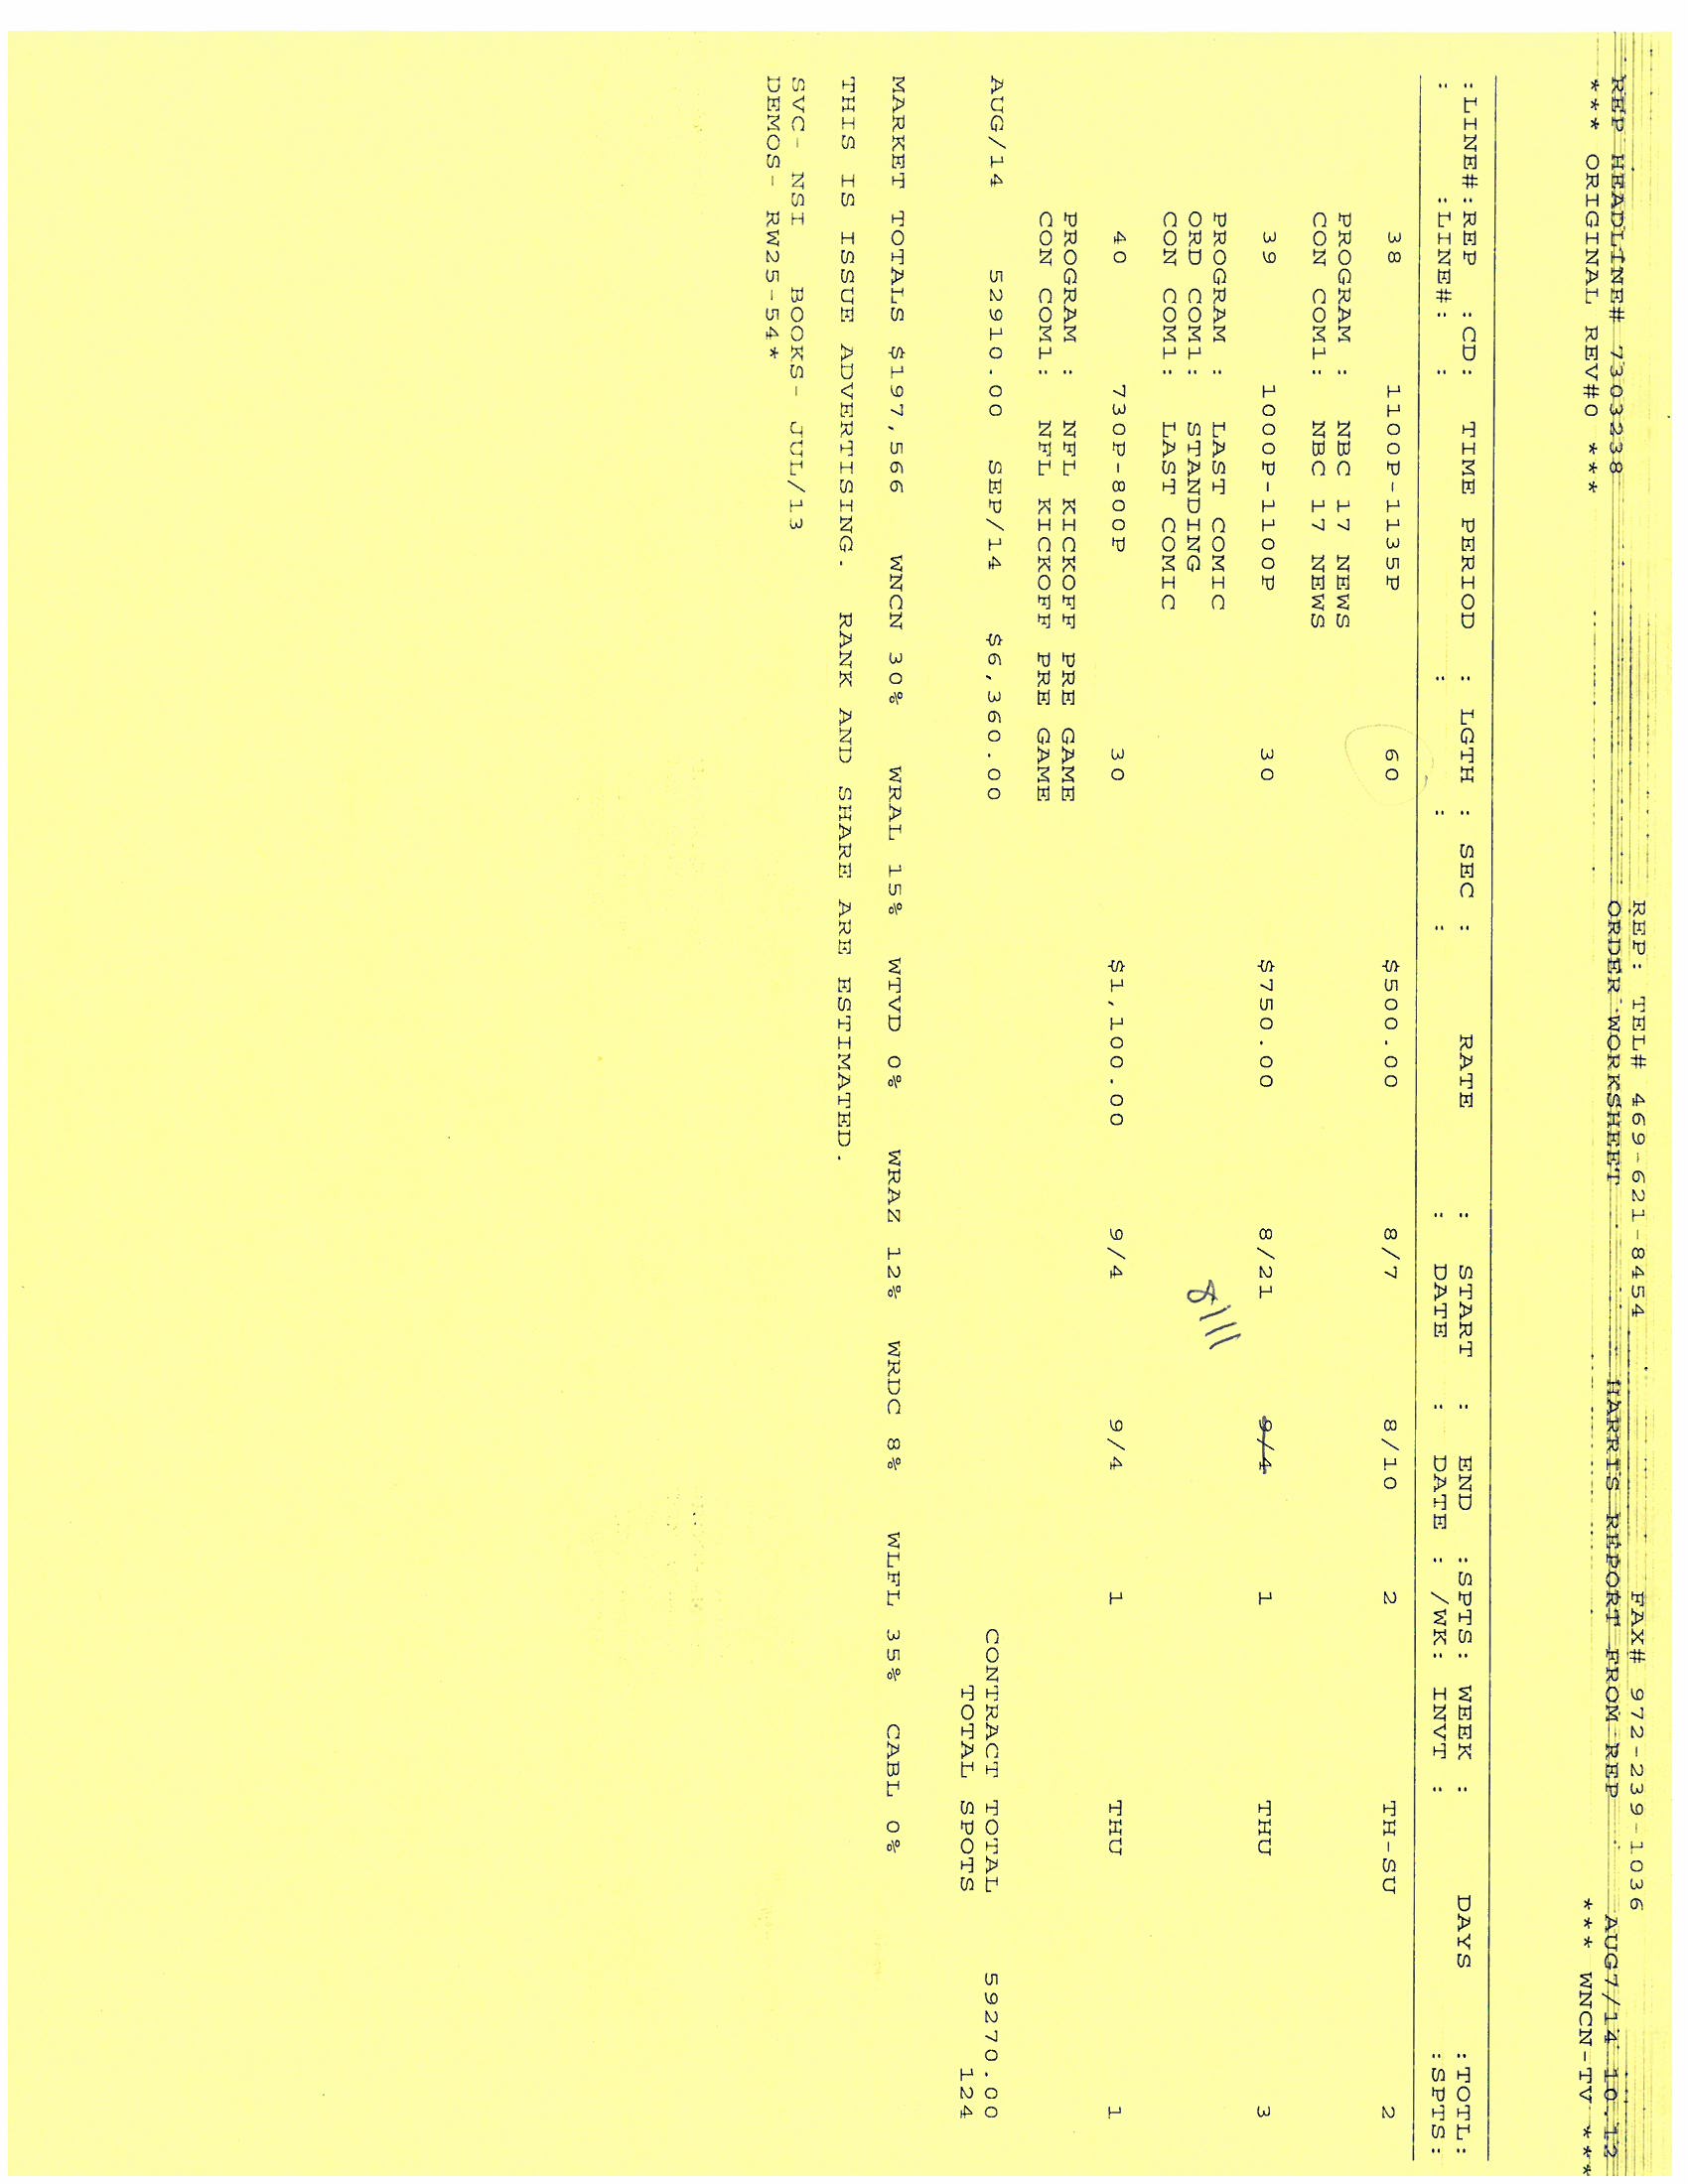 REP: TEL# 469-621-8454 FAX# 972-239-1036
REP HEADLINE# 7303238 ORDER WORKSHEET HARRIS REPORT FROM REP AUG7/14 10.12
*** ORIGINAL REV#0 *** *** WNCN-TV ***
:LINE#:REP :CD: TIME PERIOD : LGTH : SEC : RATE : START : END :SPTS: WEEK : DAYS :TOTL:
: :LINE#: : : : : DATE : DATE : /WK: INVT : :SPTS:
38 1100P-1135P 60 $500.00 8/7 8/10 2 TH-SU 2
PROGRAM : NBC 17 NEWS
CON COM1: NBC 17 NEWS
39 1000P-1100P 30 $750.00 8/21 9/4 1 THU 3
PROGRAM : LAST COMIC
ORD COM1: STANDING
CON COM1: LAST COMIC
40 730P-800P 30 $1,100.00 9/4 9/4 1 THU 1
PROGRAM : NFL KICKOFF PRE GAME
CON COM1: NFL KICKOFF PRE GAME
AUG/14 52910.00 SEP/14 $6,360.00 CONTRACT TOTAL 59270.00
TOTAL SPOTS 124
MARKET TOTALS $197,566 WNCN 30% WRAL 15% WTVD 0% WRAZ 12% WRDC 8% WLFL 35% CABL 0%
THIS IS ISSUE ADVERTISING. RANK AND SHARE ARE ESTIMATED.
SVC- NSI BOOKS- JUL/13
DEMOS- RW25-54*